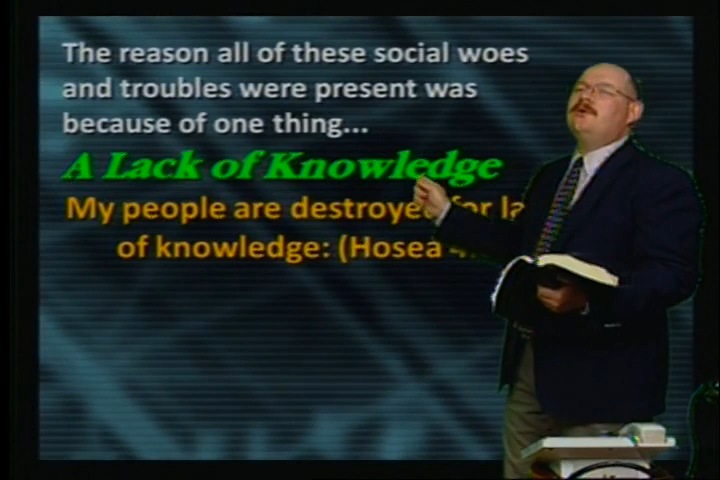 The reason all of these social woes
and troubles were present was
because of one thing...
A Lack of Knowledge
My people are destroyed for
of knowledge: (Hosea